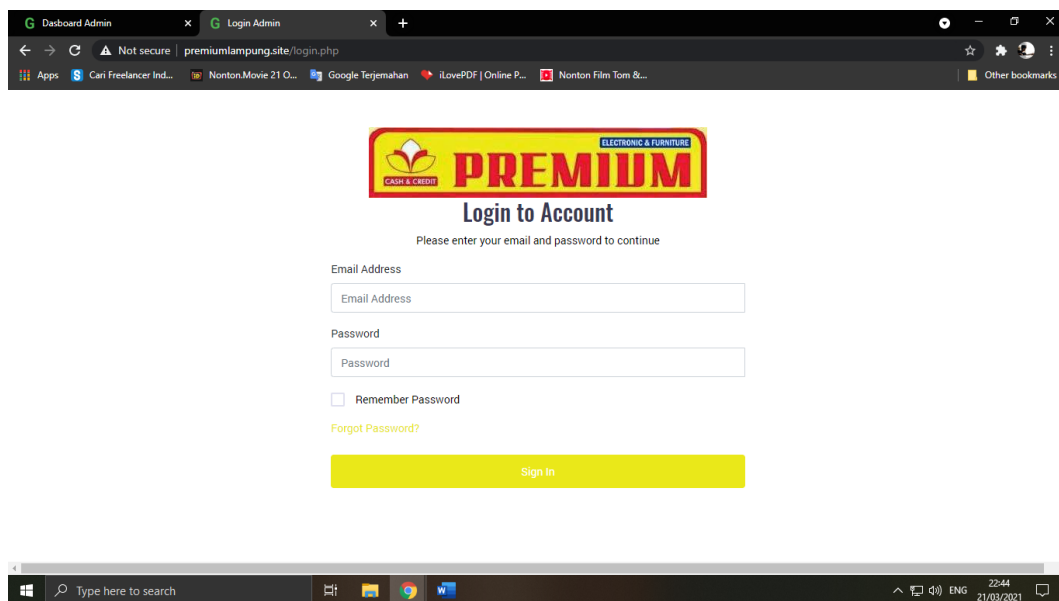 Dasboard Admin
Login Admin
Not secure | premiumlampung.site/login.php
Apps Cari Freelancer Ind... Nonton.Movie 21 O... Google Terjemahan iLovePDF | Online P... Nonton Film Tom &... Other bookmarks
ELECTRONIC & FURNITURE
PREMIUM
CASH & CREDIT
Login to Account
Please enter your email and password to continue
Email Address
Email Address
Password
Password
Remember Password
Forgot Password?
Sign In
Type here to search
ENG
22:44
21/03/2021